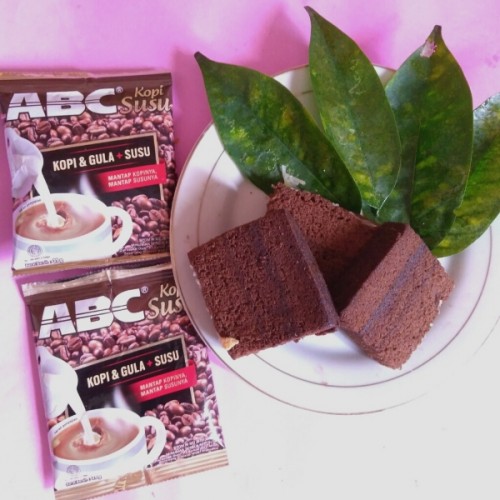 ABC® Kopi
Susu
KOPI & GULA + SUSU
MANTAP KOPINYA,
MANTAP SUSUNYA
ABC® Kopi
Susu
KOPI & GULA + SUSU
MANTAP KOPINYA,
MANTAP SUSUNYA